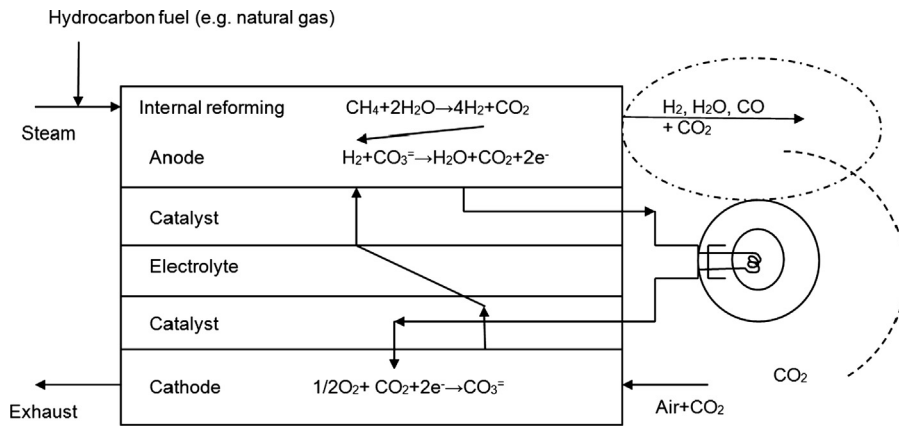 Hydrocarbon fuel (e.g. natural gas)
Steam
Internal reforming
CH₄+2H₂O→4H₂+CO₂
H₂, H₂O, CO
+ CO₂
Anode
H₂+CO₃⁼→H₂O+CO₂+2e⁻
Catalyst
Electrolyte
Catalyst
Cathode
1/2O₂+ CO₂+2e⁻→CO₃⁼
CO₂
Exhaust
Air+CO₂